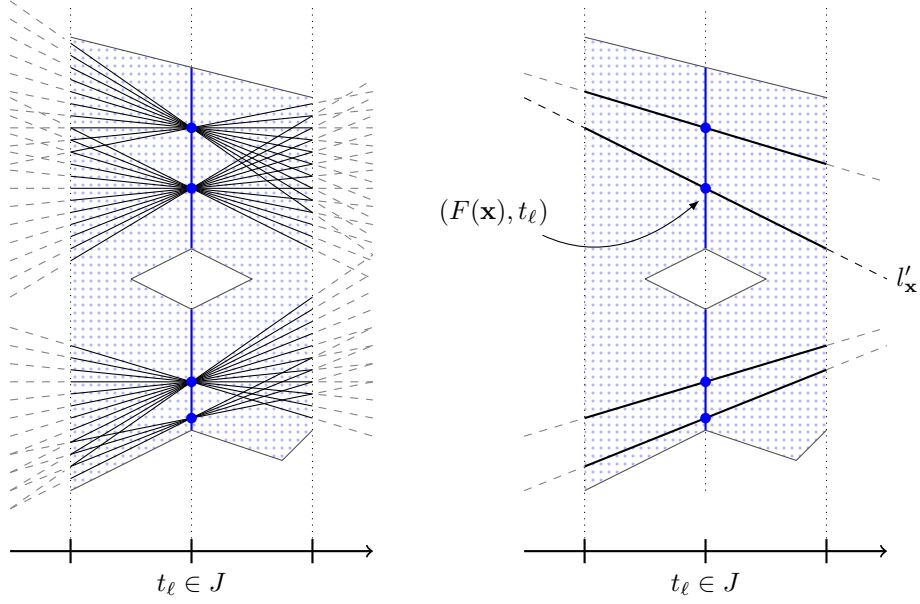 (F(𝐱), t_ℓ)
l'_𝐱
t_ℓ ∈ J
t_ℓ ∈ J